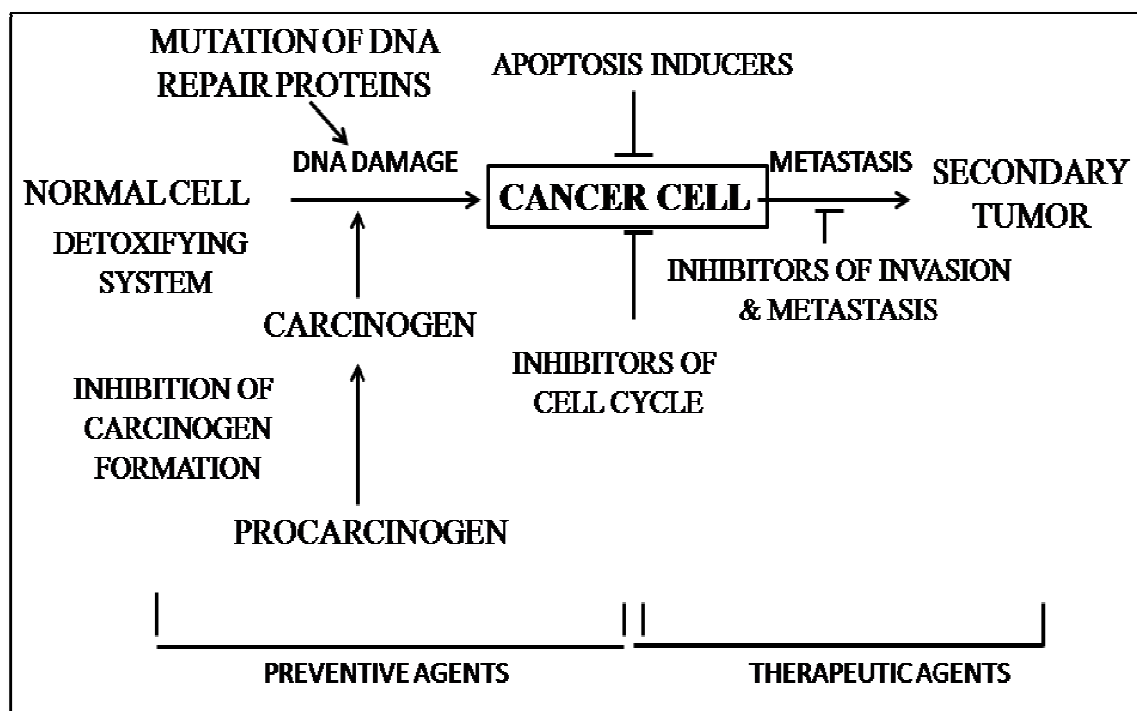 MUTATION OF DNA
REPAIR PROTEINS
APOPTOSIS INDUCERS
DNA DAMAGE
METASTASIS
NORMAL CELL
CANCER CELL
SECONDARY
TUMOR
DETOXIFYING
SYSTEM
INHIBITORS OF INVASION
& METASTASIS
CARCINOGEN
INHIBITORS OF
CELL CYCLE
INHIBITION OF
CARCINOGEN
FORMATION
PROCARCINOGEN
PREVENTIVE AGENTS
THERAPEUTIC AGENTS